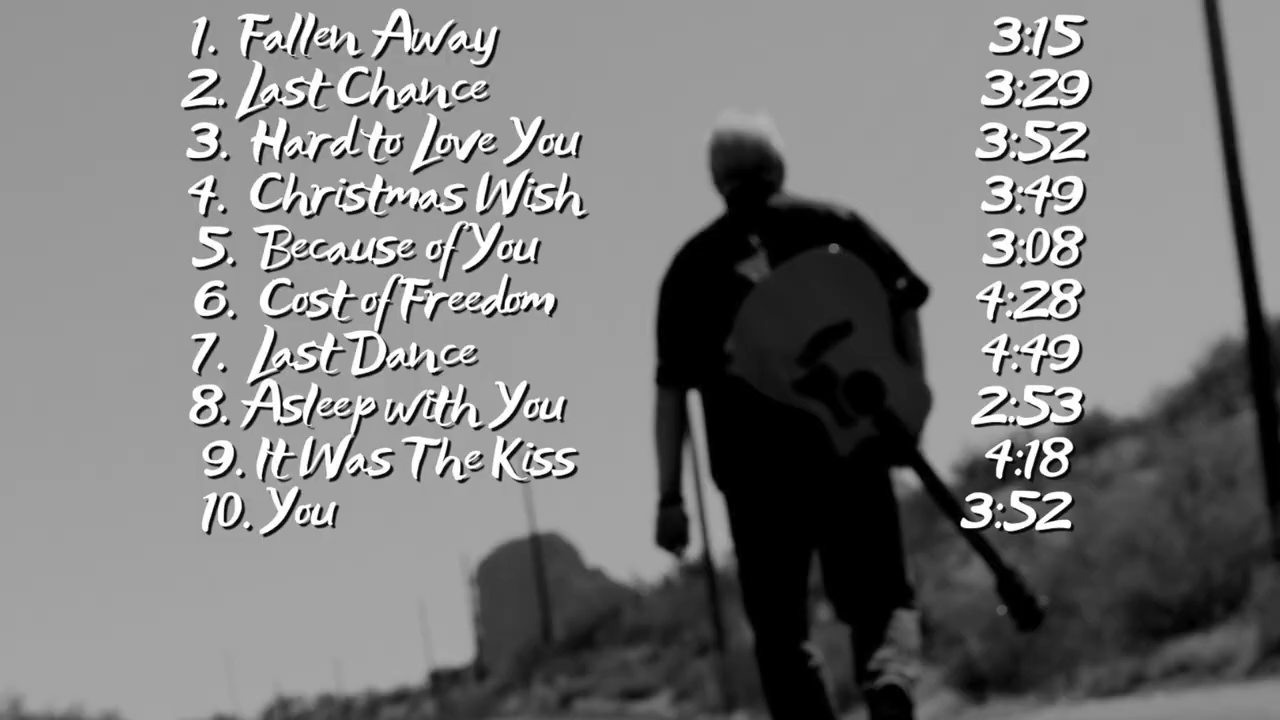 1. Fallen Away 3:15
2. Last Chance 3:29
3. Hard to Love You 3:52
4. Christmas Wish 3:49
5. Because of You 3:08
6. Cost of Freedom 4:28
7. Last Dance 4:49
8. Asleep with You 2:53
9. It Was The Kiss 4:18
10. You 3:52